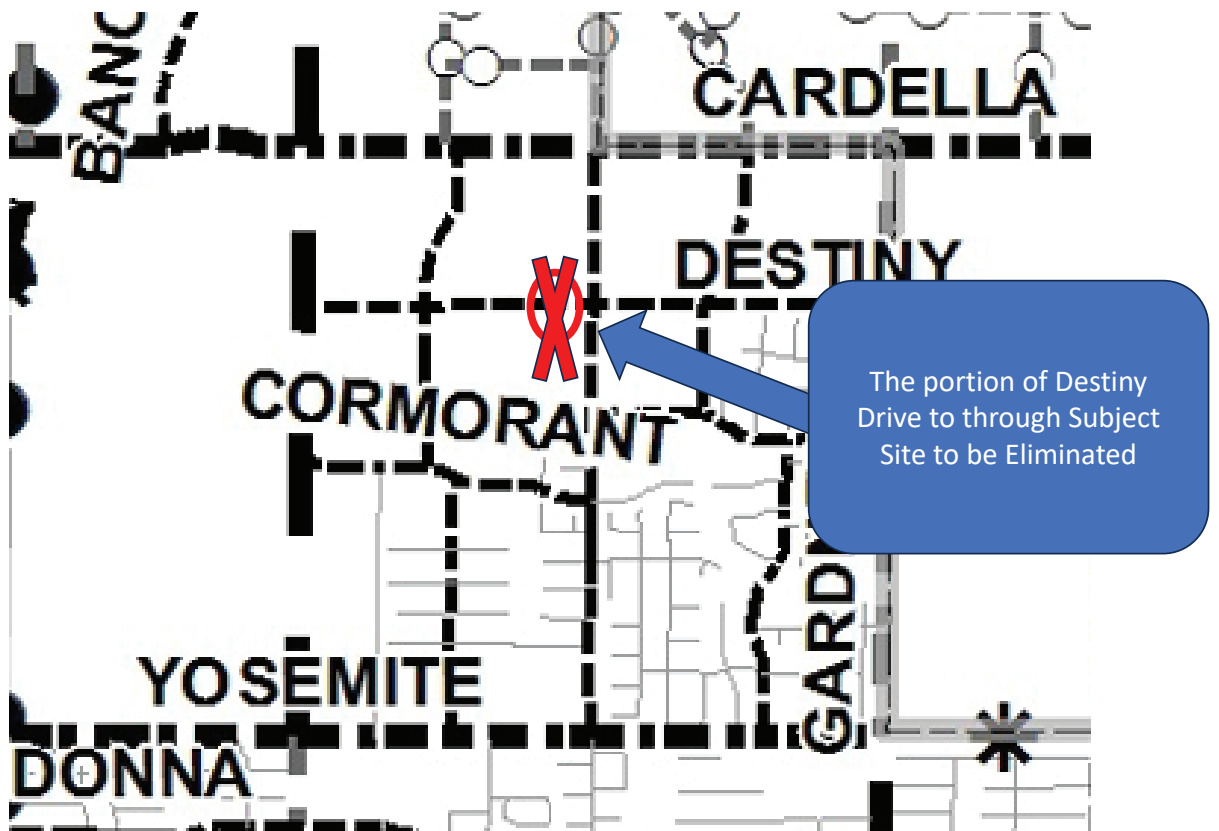 BANC
CARDELLA
DESTINY
The portion of Destiny
Drive to through Subject
Site to be Eliminated
CORMORANT
GARD
YOSEMITE
DONNA